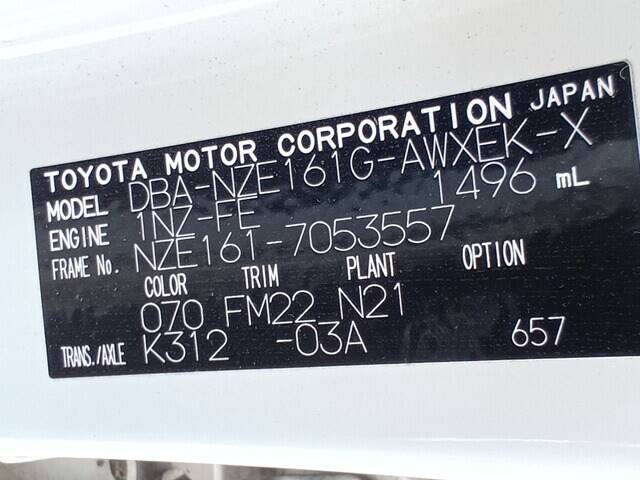 TOYOTA MOTOR CORPORATION JAPAN
MODEL DBA-NZE161G-AWXEK-X
ENGINE 1NZ-FE 1496 mL
FRAME No. NZE161-7053557
COLOR TRIM PLANT OPTION
070 FM22 N21
TRANS./AXLE K312 -03A 657